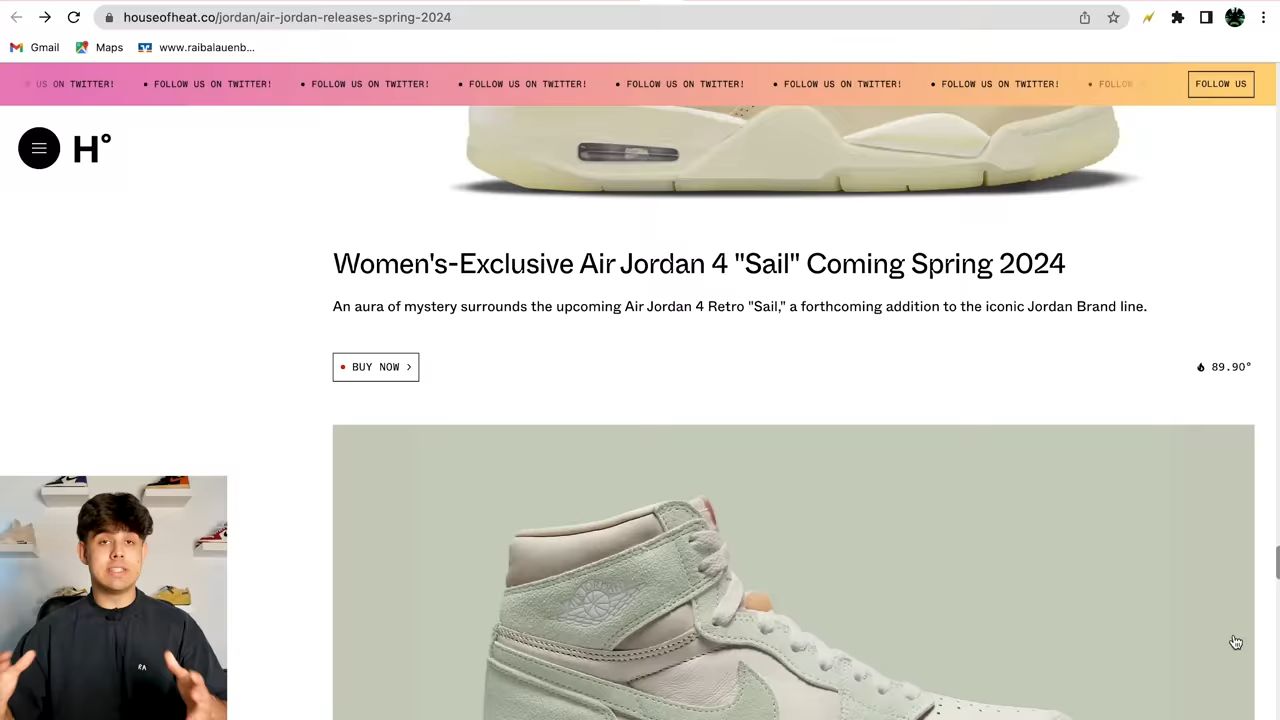 houseofheat.co/jordan/air-jordan-releases-spring-2024
Gmail Maps www.raibalauenb...
US ON TWITTER! • FOLLOW US ON TWITTER! • FOLLOW US ON TWITTER! • FOLLOW US ON TWITTER! • FOLLOW US ON TWITTER! • FOLLOW US ON TWITTER! • FOLLOW US ON TWITTER! • FOLLOW
FOLLOW US
H°
Women's-Exclusive Air Jordan 4 "Sail" Coming Spring 2024
An aura of mystery surrounds the upcoming Air Jordan 4 Retro "Sail," a forthcoming addition to the iconic Jordan Brand line.
• BUY NOW >
89.90°
RA